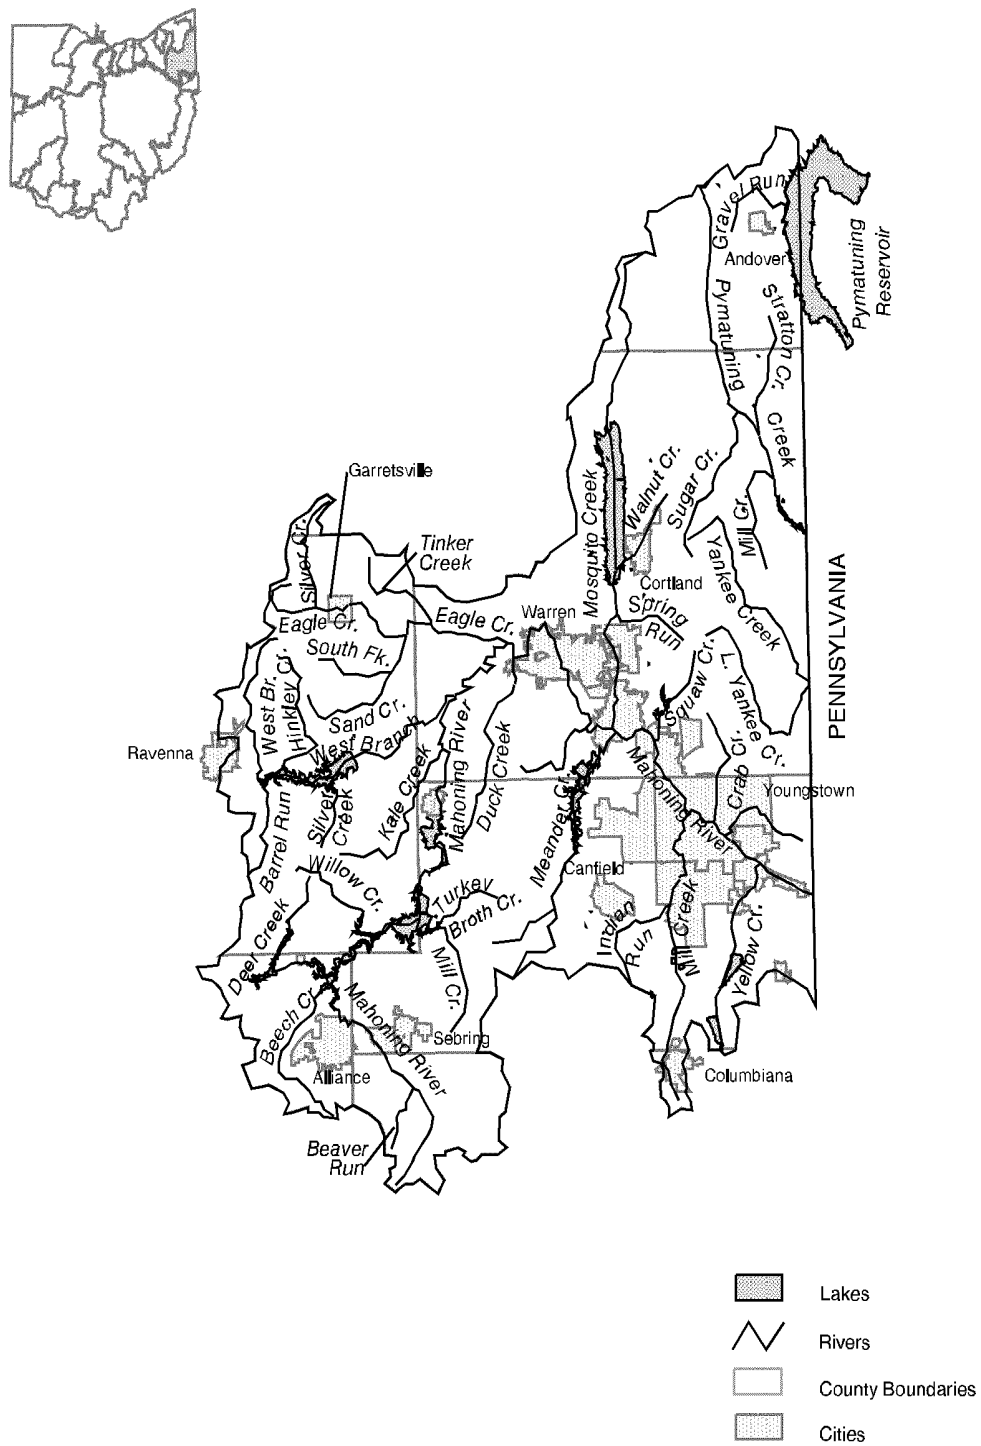 Gravel Run
Andover
Pymatuning
Reservoir
Pymatuning
Creek
Stratton Cr.
Garrettsville
Tinker
Creek
Silver Cr.
Mosquito Creek
Walnut Cr.
Sugar Cr.
Mill Cr.
Yankee Creek
Cortland
PENNSYLVANIA
Eagle Cr.
Eagle Cr.
Warren
Spring
Run
South Fk.
West Br.
Hinkley Cr.
Sand Cr.
West Branch
Squaw Cr.
L. Yankee Cr.
Ravenna
Mahoning River
Duck Creek
Kale Creek
Silver
Creek
Barrel Run
Meander Cr.
Mahoning River
Crab Cr.
Youngstown
Canfield
Willow Cr.
Turkey
Broth Cr.
Deer Creek
Mill Cr.
Indian
Run
Mill Creek
Yellow Cr.
Beech Cr.
Mahoning River
Sebring
Alliance
Columbiana
Beaver
Run
Lakes
Rivers
County Boundaries
Cities